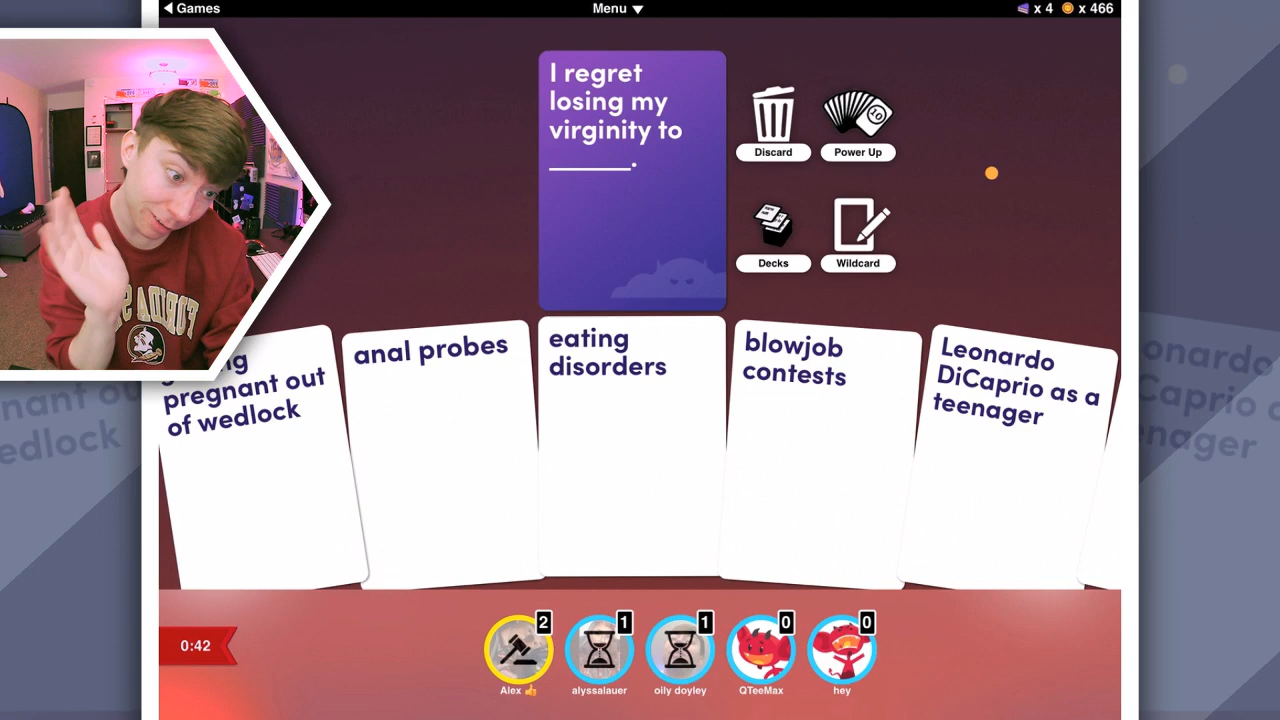 Games
Menu
x 4
x 466
I regret
losing my
virginity to
______.
Discard
Power Up
Decks
Wildcard
pregnant out
of wedlock
anal probes
eating
disorders
blowjob
contests
Leonardo
DiCaprio as a
teenager
0:42
2
1
1
0
0
Alex 👍
alyssalauer
oily doyley
QTeeMax
hey